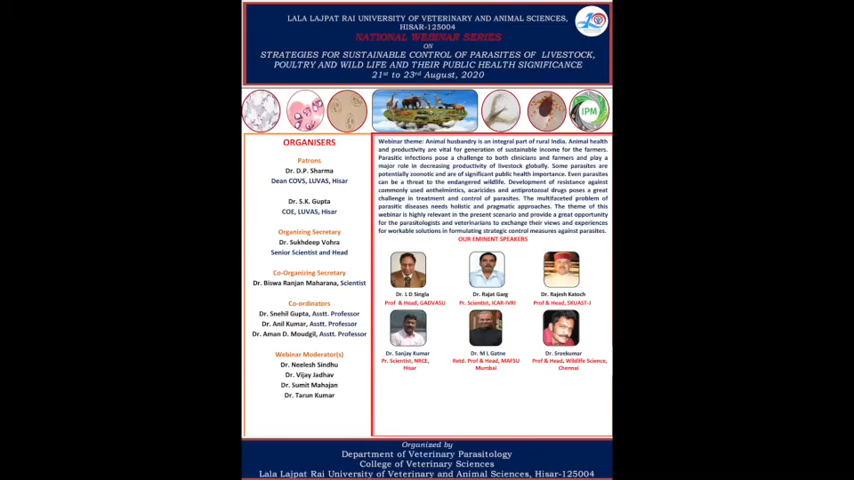 LALA LAJPAT RAI UNIVERSITY OF VETERINARY AND ANIMAL SCIENCES,
HISAR-125004
NATIONAL WEBINAR SERIES
ON
STRATEGIES FOR SUSTAINABLE CONTROL OF PARASITES OF LIVESTOCK,
POULTRY AND WILD LIFE AND THEIR PUBLIC HEALTH SIGNIFICANCE
21st to 23rd August, 2020
IPM
ORGANISERS
Patrons
Dr. D.P. Sharma
Dean COVS, LUVAS, Hisar
Dr. S.K. Gupta
COE, LUVAS, Hisar
Organizing Secretary
Dr. Sukhdeep Vohra
Senior Scientist and Head
Co-Organizing Secretary
Dr. Biswa Ranjan Maharana, Scientist
Co-ordinators
Dr. Snehil Gupta, Asstt. Professor
Dr. Anil Kumar, Asstt. Professor
Dr. Aman D. Moudgil, Asstt. Professor
Webinar Moderator(s)
Dr. Neelesh Sindhu
Dr. Vijay Jadhav
Dr. Sumit Mahajan
Dr. Tarun Kumar
Webinar theme: Animal husbandry is an integral part of rural India. Animal health
and productivity are vital for generation of sustainable income for the farmers.
Parasitic infections pose a challenge to both clinicians and farmers and play a
major role in decreasing productivity of livestock globally. Some parasites are
potentially zoonotic and are of significant public health importance. Even parasites
can be a threat to the endangered wildlife. Development of resistance against
commonly used anthelmintics, acaricides and antiprotozoal drugs poses a great
challenge in treatment and control of parasites. The multifaceted problem of
parasitic diseases needs holistic and pragmatic approaches. The theme of this
webinar is highly relevant in the present scenario and provide a great opportunity
for the parasitologists and veterinarians to exchange their views and experiences
for workable solutions in formulating strategic control measures against parasites.
OUR EMINENT SPEAKERS
Dr. L D Singla
Prof & Head, GADVASU
Dr. Rajat Garg
Pr. Scientist, ICAR-IVRI
Dr. Rajesh Katoch
Prof & Head, SKUAST-J
Dr. Sanjay Kumar
Pr. Scientist, NRCE,
Hisar
Dr. M L Gatne
Retd. Prof & Head, MAFSU
Mumbai
Dr. Sreekumar
Prof & Head, Wildlife Science,
Chennai
Organized by
Department of Veterinary Parasitology
College of Veterinary Sciences
Lala Lajpat Rai University of Veterinary and Animal Sciences, Hisar-125004